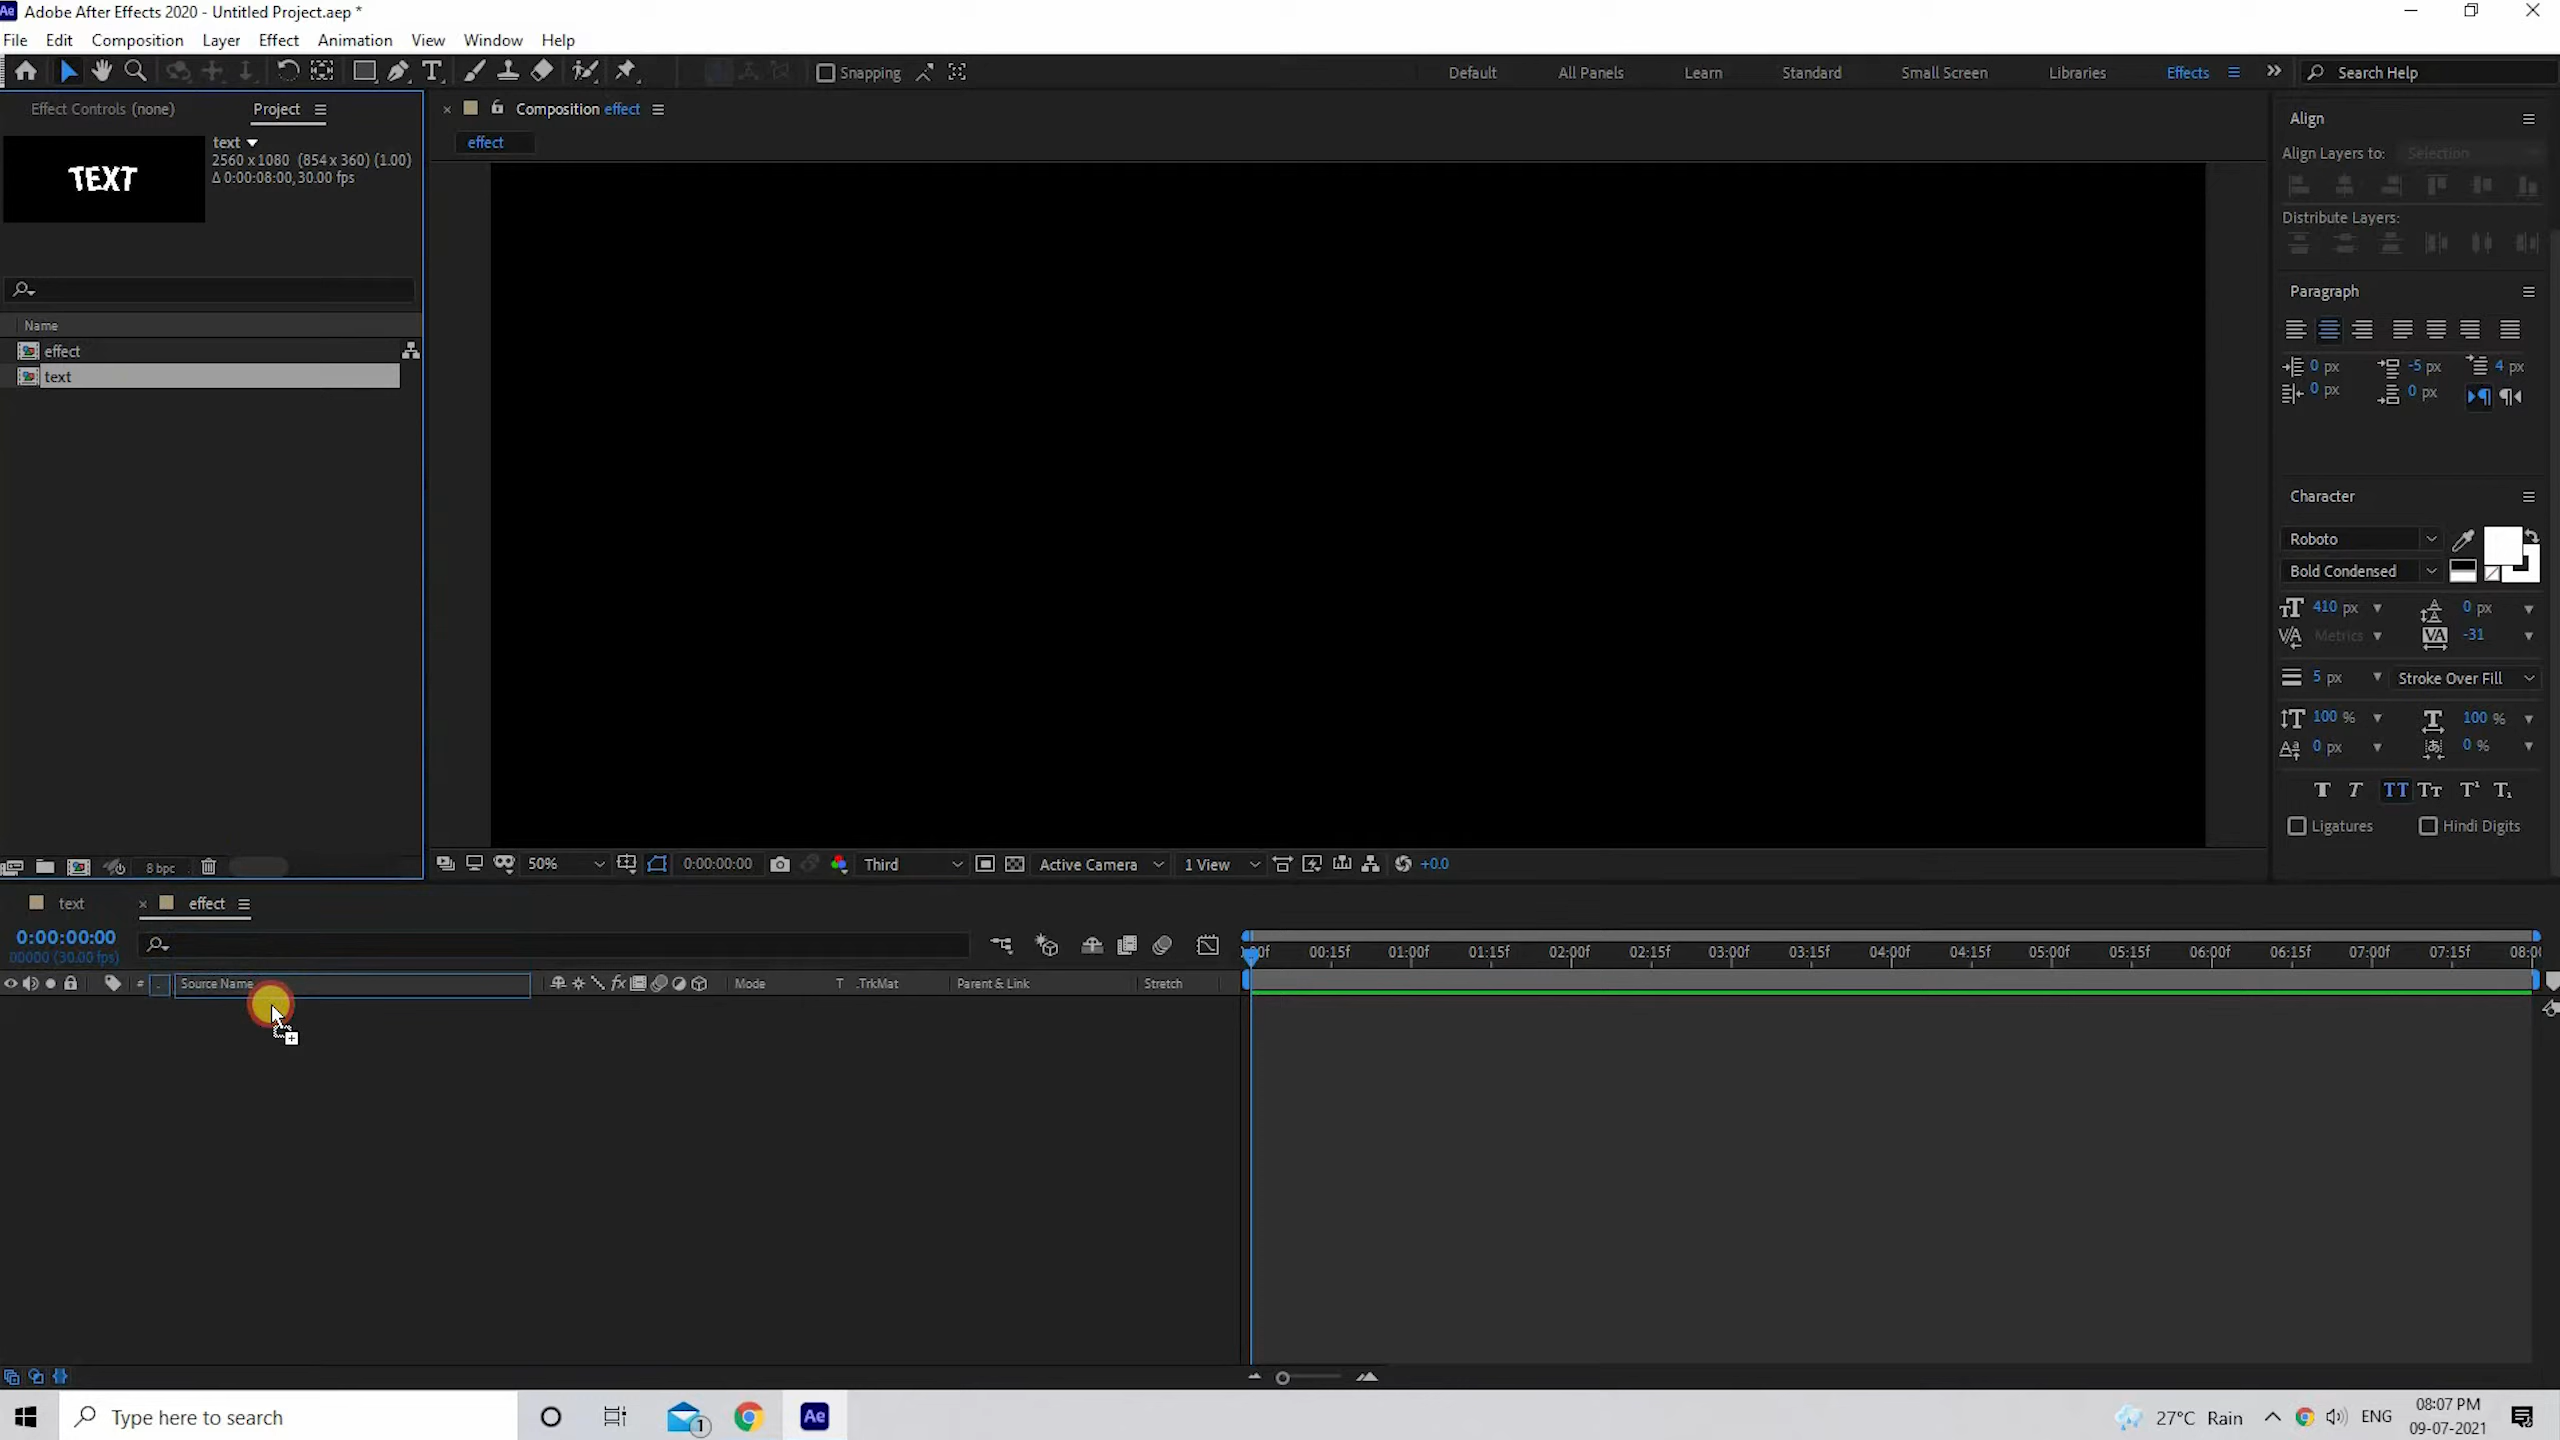 Ae Adobe After Effects 2020 - Untitled Project.aep *
File Edit Composition Layer Effect Animation View Window Help
Snapping Default All Panels Learn Standard Small Screen Libraries Effects Search Help
Effect Controls (none) Project
Composition effect
effect
TEXT
text
2560 x 1080 (854 x 360) (1.00)
Δ 0:00:08:00, 30.00 fps
Name
effect
text
8 bpc
50% 0:00:00:00 Third Active Camera 1 View +0.0
Align
Align Layers to: Selection
Distribute Layers:
Paragraph
0 px -5 px 4 px
0 px 0 px
Character
Roboto
Bold Condensed
410 px 0 px
Metrics -31
5 px Stroke Over Fill
100 % 100 %
0 px 0 %
Ligatures Hindi Digits
text effect
0:00:00:00
00000 (30.00 fps)
00:15f 01:00f 01:15f 02:00f 02:15f 03:00f 03:15f 04:00f 04:15f 05:00f 05:15f 06:00f 06:15f 07:00f 07:15f
# Source Name Mode T .TrkMat Parent & Link Stretch
Type here to search
1
Ae
27°C Rain
ENG
08:07 PM
09-07-2021